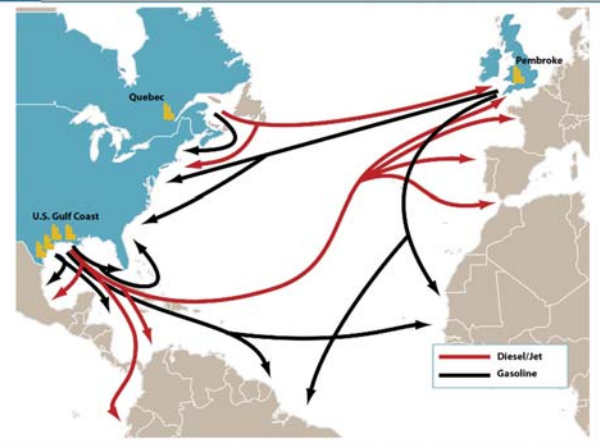 Pembroke
Quebec
U.S. Gulf Coast
Diesel/Jet
Gasoline